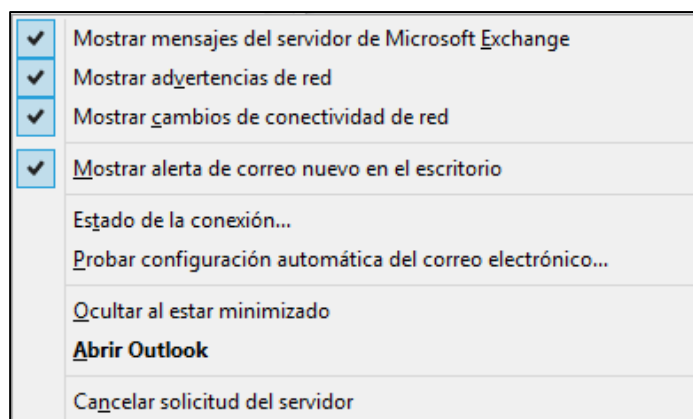 Mostrar mensajes del servidor de Microsoft Exchange
Mostrar advertencias de red
Mostrar cambios de conectividad de red
Mostrar alerta de correo nuevo en el escritorio
Estado de la conexión...
Probar configuración automática del correo electrónico...
Ocultar al estar minimizado
Abrir Outlook
Cancelar solicitud del servidor